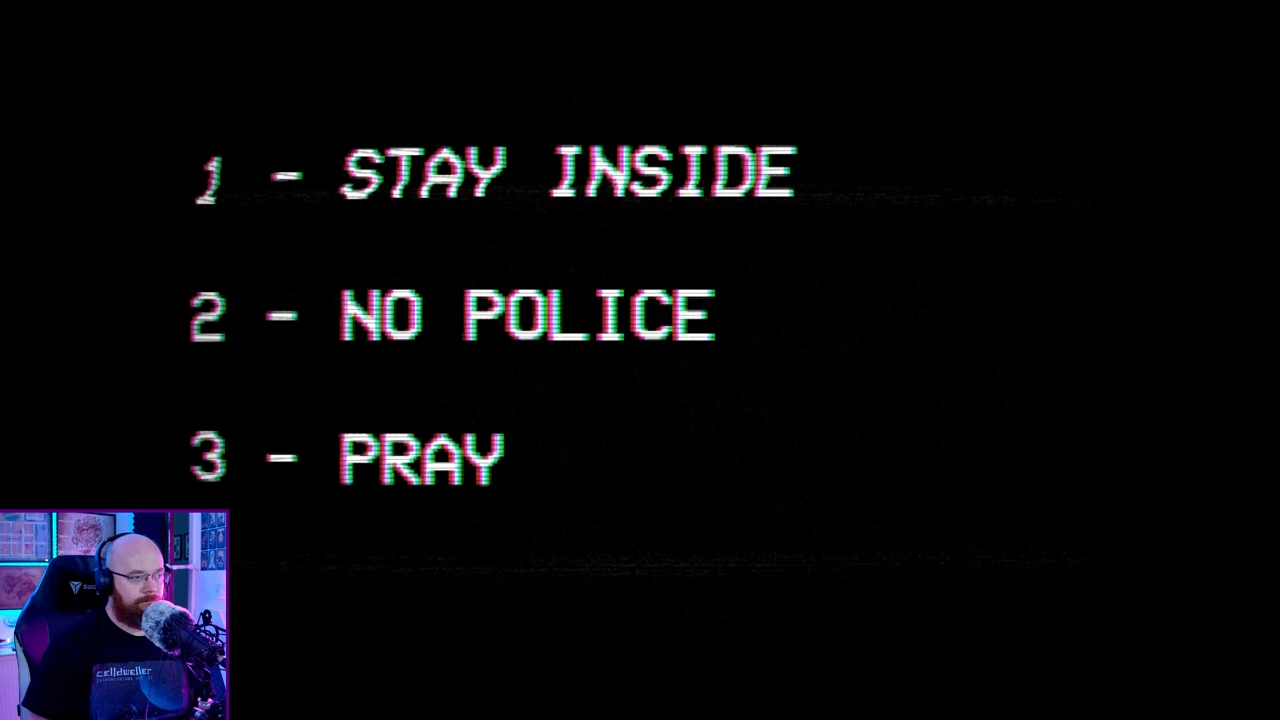 1 - STAY INSIDE
2 - NO POLICE
3 - PRAY
celldweller